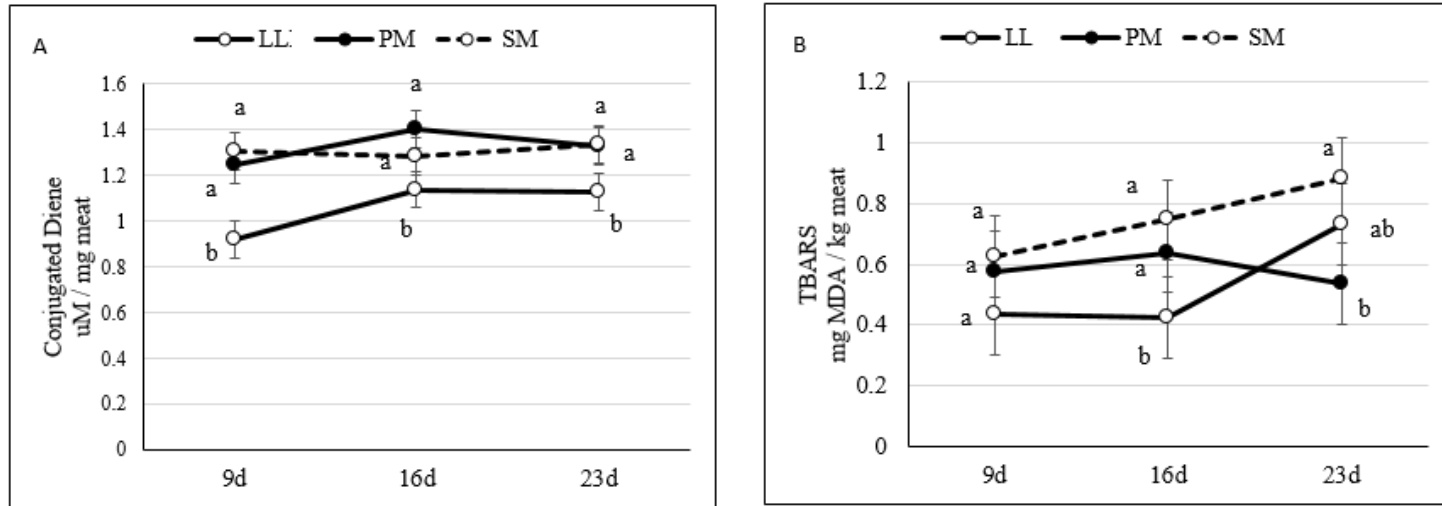 A
LL PM SM
Conjugated Diene
uM / mg meat
1.6
1.4
1.2
1
0.8
0.6
0.4
0.2
0
a
a
b
a
a
b
a
a
b
9d 16d 23d
B
LL PM SM
TBARS
mg MDA / kg meat
1.2
1
0.8
0.6
0.4
0.2
0
a
a
a
a
a
b
a
ab
b
9d 16d 23d